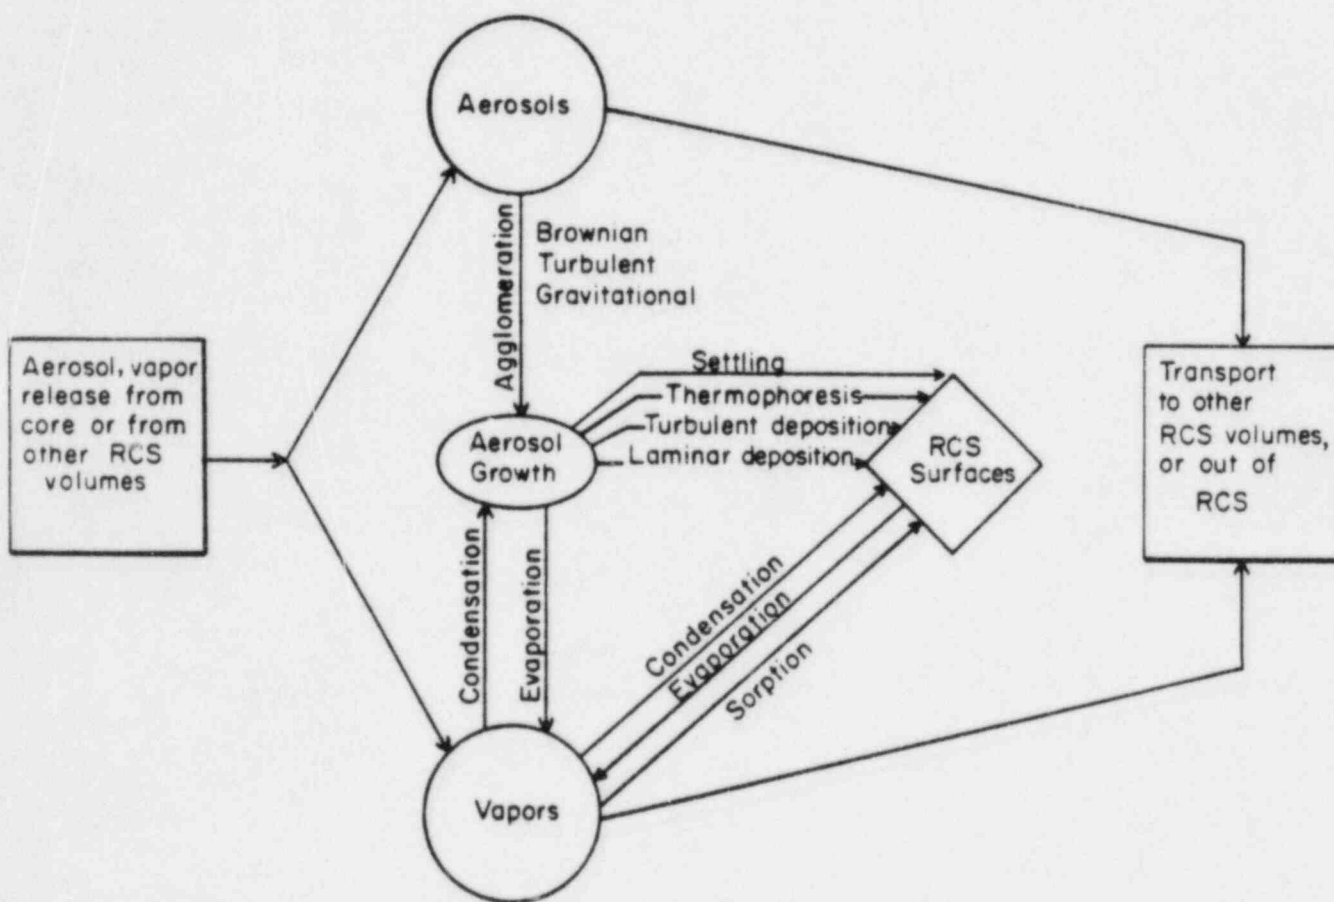 Aerosols
Agglomeration
Brownian
Turbulent
Gravitational
Aerosol, vapor
release from
core or from
other RCS
volumes
Settling
Thermophoresis
Turbulent deposition
Laminar deposition
Aerosol
Growth
RCS
Surfaces
Transport
to other
RCS volumes,
or out of
RCS
Condensation
Evaporation
Condensation
Evaporation
Sorption
Vapors